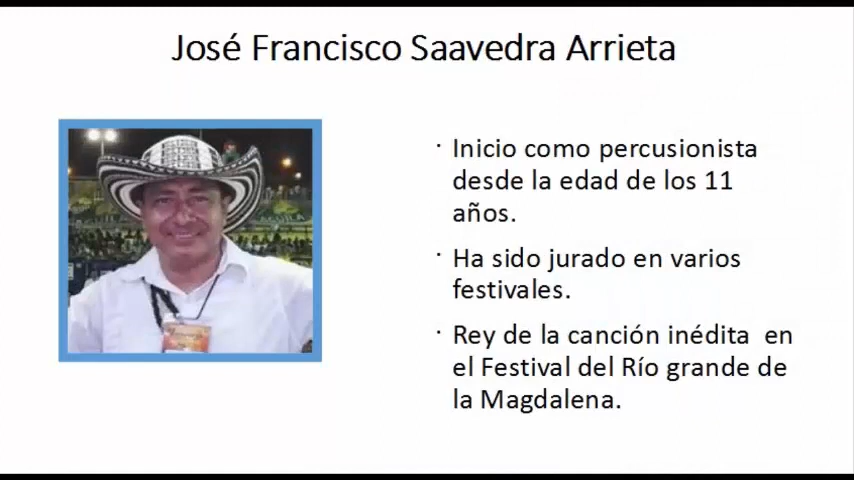 José Francisco Saavedra Arrieta
· Inicio como percusionista
desde la edad de los 11
años.
· Ha sido jurado en varios
festivales.
· Rey de la canción inédita  en
el Festival del Río grande de
la Magdalena.